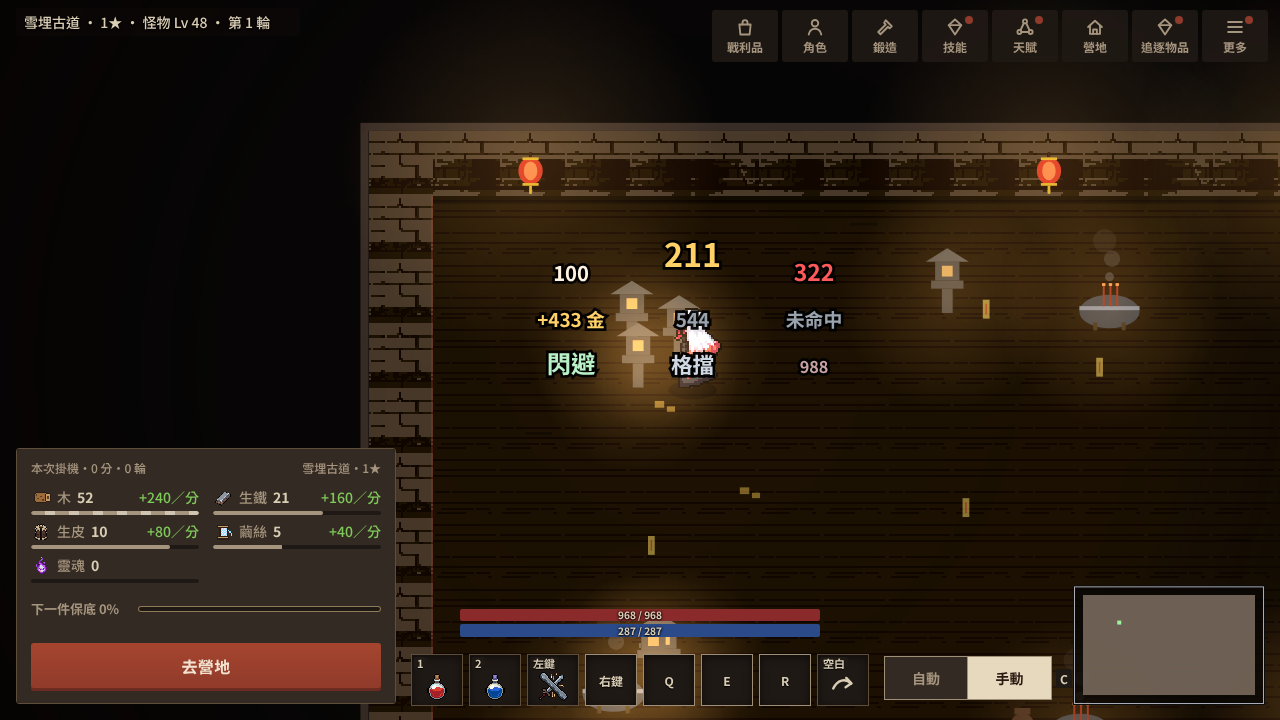 雪埋古道 • 1★ • 怪物 Lv 48 • 第 1 輪
戰利品
角色
鍛造
技能
天賦
營地
追逐物品
更多
211
100
322
+433 金
544
未命中
閃避
格擋
988
本次掛機 • 0 分 • 0 輪
雪埋古道 • 1★
木 52 +240／分
生鐵 21 +160／分
生皮 10 +80／分
繭絲 5 +40／分
靈魂 0
下一件保底 0%
去營地
968 / 968
287 / 287
1
2
左鍵
右鍵
Q
E
R
空白
自動
手動
C